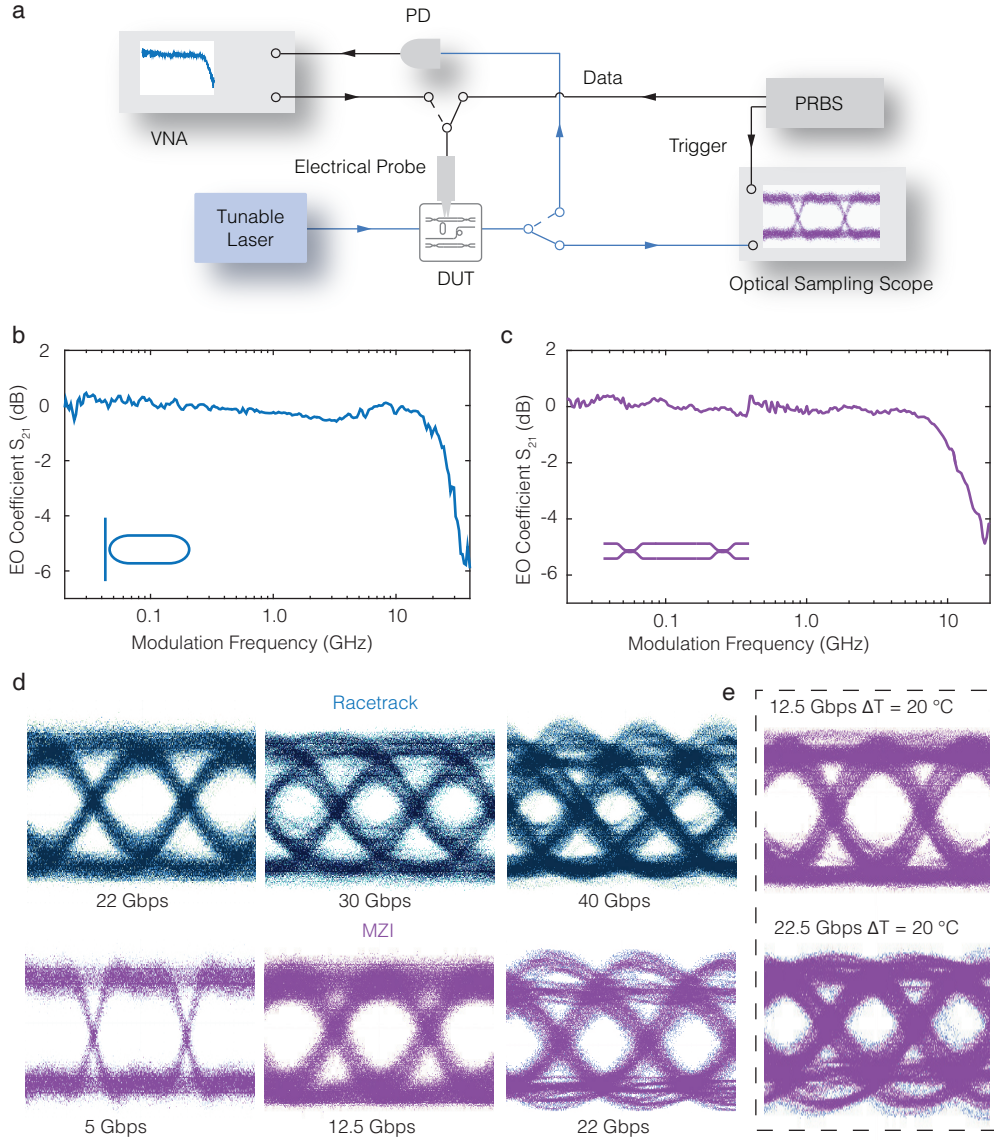 a
PD
Data
PRBS
VNA
Trigger
Electrical Probe
Tunable
Laser
DUT
Optical Sampling Scope
b
2
0
-2
-4
-6
EO Coefficient S21 (dB)
0.1
1.0
10
Modulation Frequency (GHz)
c
2
0
-2
-4
-6
EO Coefficient S21 (dB)
0.1
1.0
10
Modulation Frequency (GHz)
d
Racetrack
22 Gbps
30 Gbps
40 Gbps
MZI
5 Gbps
12.5 Gbps
22 Gbps
e
12.5 Gbps ΔT = 20 °C
22.5 Gbps ΔT = 20 °C